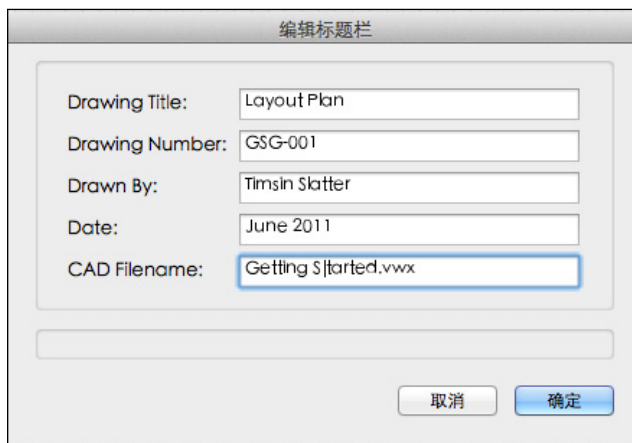 编辑标题栏
Drawing Title: Layout Plan
Drawing Number: GSG-001
Drawn By: Timsin Slatter
Date: June 2011
CAD Filename: Getting Started.vwx
取消 确定